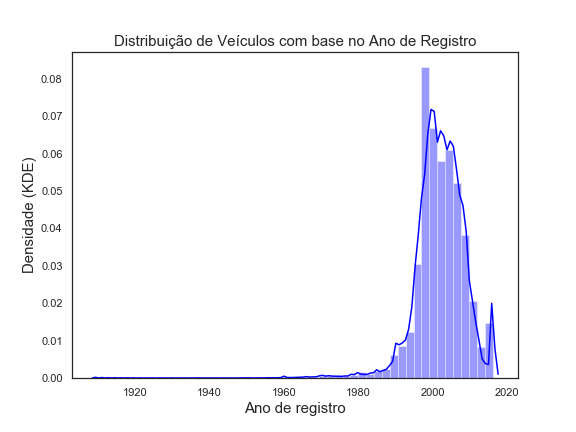 Distribuição de Veículos com base no Ano de Registro
Densidade (KDE)
0.08
0.07
0.06
0.05
0.04
0.03
0.02
0.01
0.00
1920 1940 1960 1980 2000 2020
Ano de registro